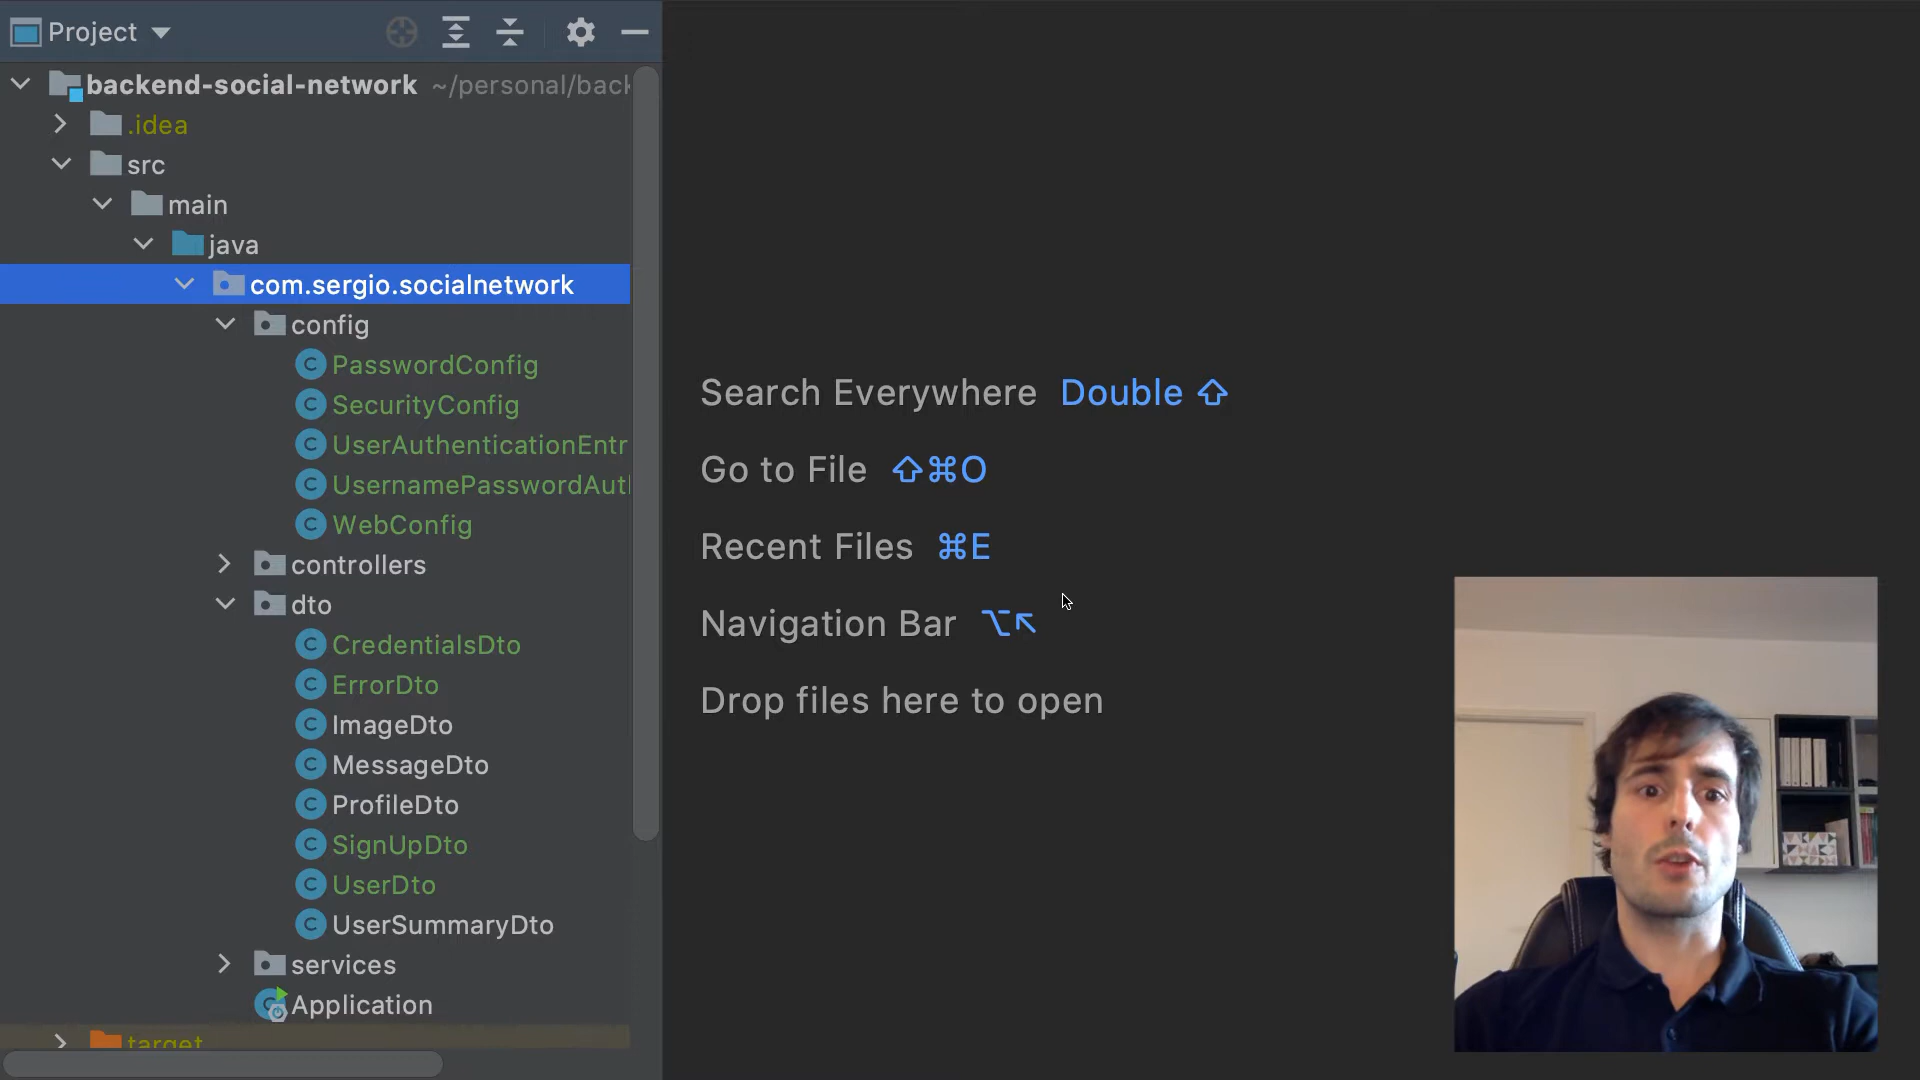 Project
backend-social-network ~/personal/back
.idea
src
main
java
com.sergio.socialnetwork
config
PasswordConfig
SecurityConfig
UserAuthenticationEntr
UsernamePasswordAuth
WebConfig
controllers
dto
CredentialsDto
ErrorDto
ImageDto
MessageDto
ProfileDto
SignUpDto
UserDto
UserSummaryDto
services
Application
target
Search Everywhere Double ⇧
Go to File ⇧⌘O
Recent Files ⌘E
Navigation Bar ⌥↖
Drop files here to open